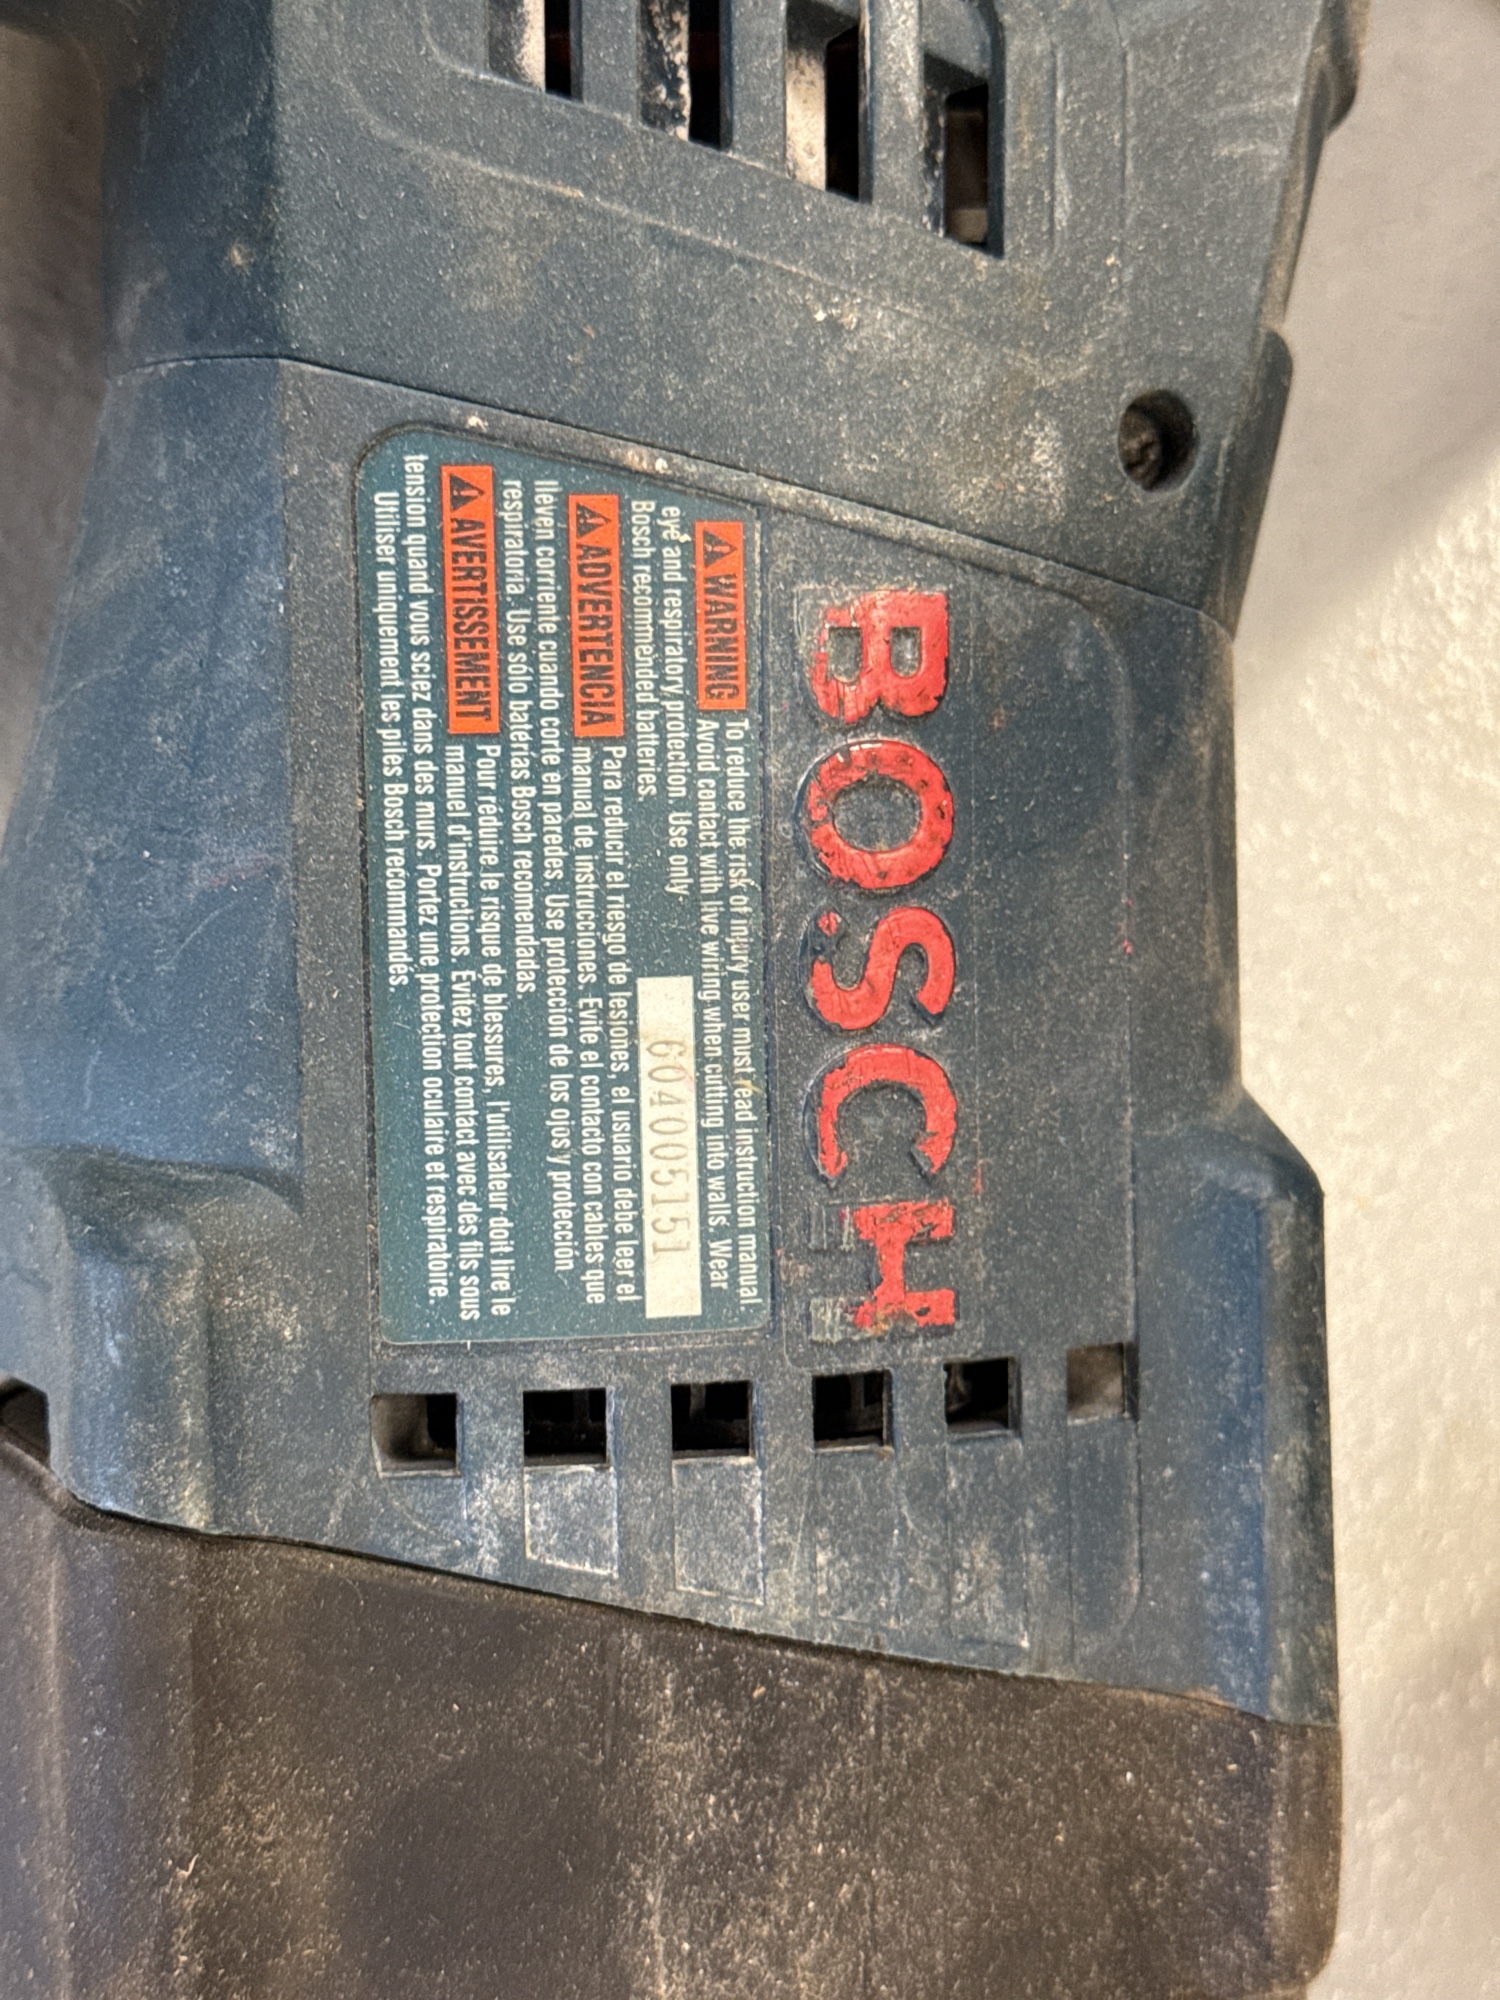 BOSCH
⚠ WARNING To reduce the risk of injury user must read instruction manual.
Avoid contact with live wiring when cutting into walls. Wear
eye and respiratory protection. Use only
Bosch recommended batteries.
604005151
⚠ ADVERTENCIA Para reducir el riesgo de lesiones, el usuario debe leer el
manual de instrucciones. Evite el contacto con cables que
lleven corriente cuando corte en paredes. Use protección de los ojos y protección
respiratoria. Use sólo baterías Bosch recomendadas.
⚠ AVERTISSEMENT Pour réduire le risque de blessures, l'utilisateur doit lire le
manuel d'instructions. Évitez tout contact avec des fils sous
tension quand vous sciez dans des murs. Portez une protection oculaire et respiratoire.
Utiliser uniquement les piles Bosch recommandés.